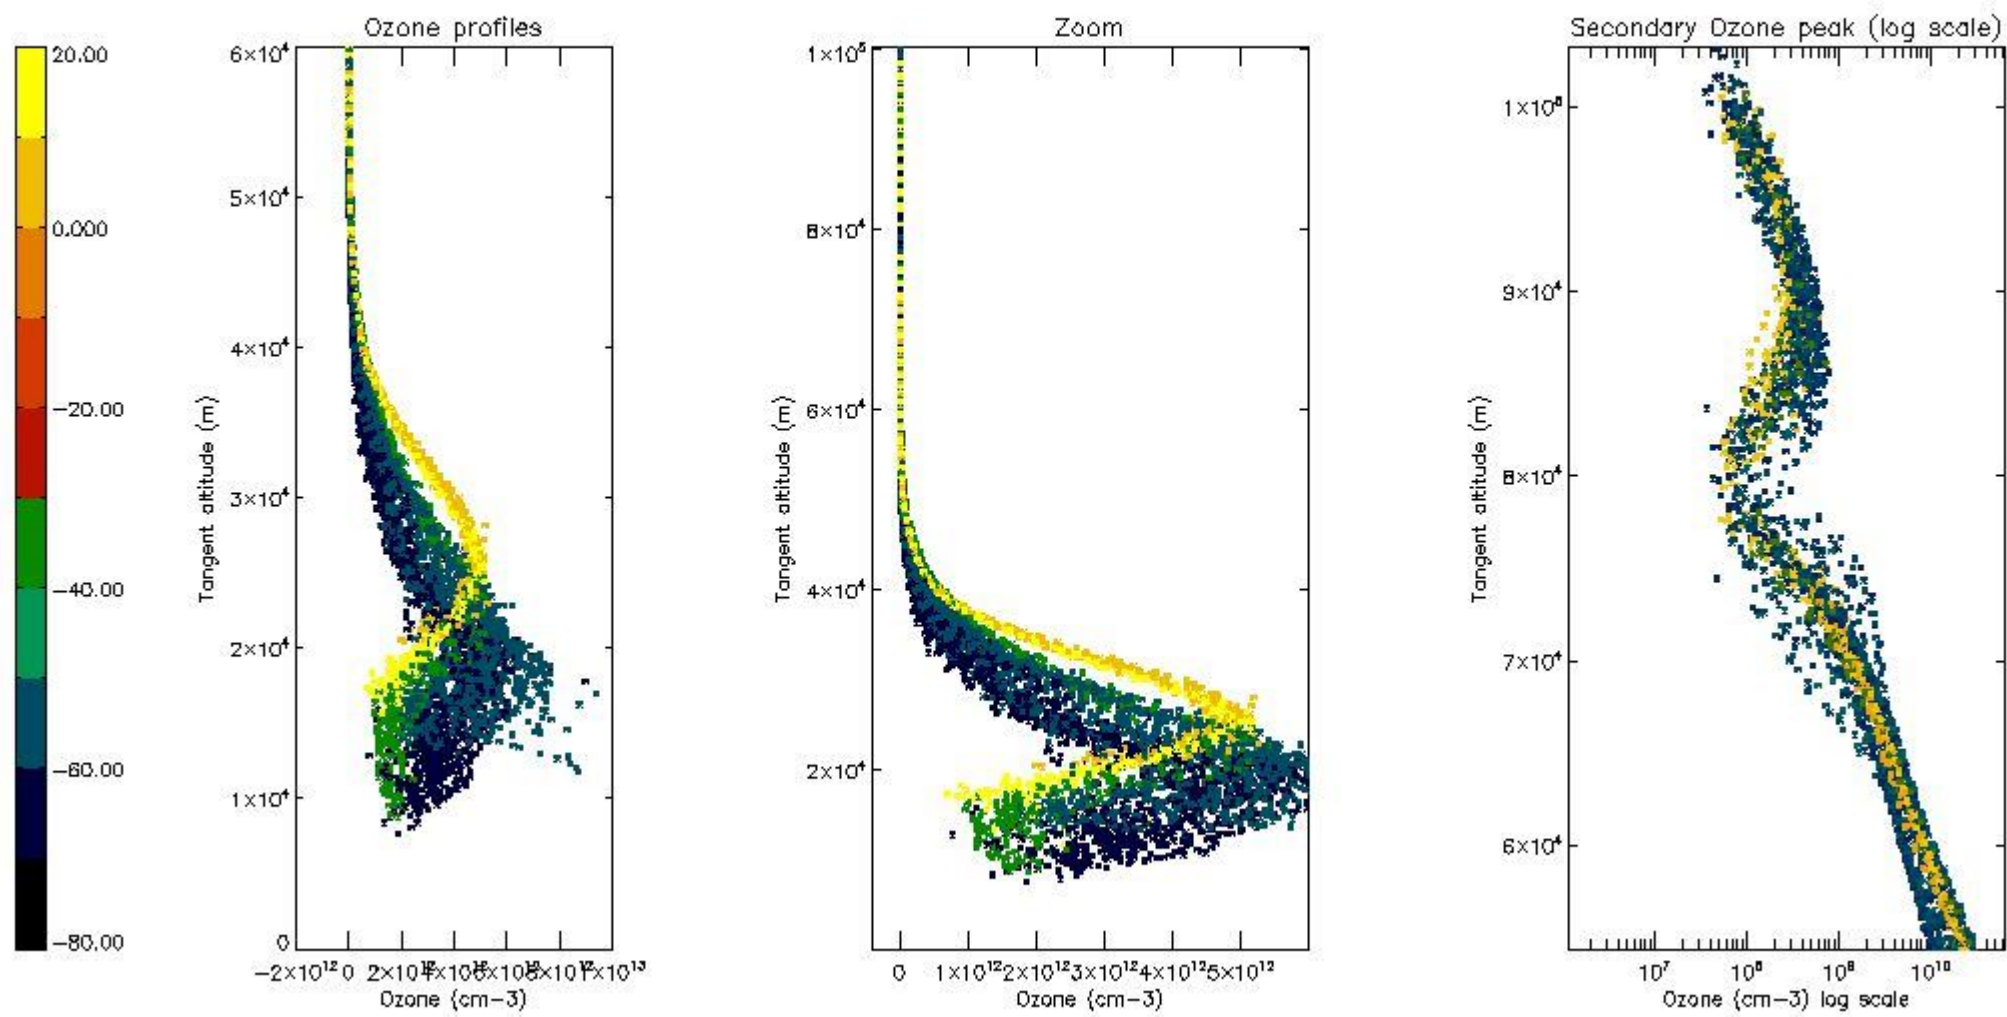 Ozone profiles
Zoom
Secondary Ozone peak (log scale)
20.00
0.000
−20.00
−40.00
−60.00
−80.00
6×10⁴
5×10⁴
4×10⁴
3×10⁴
2×10⁴
1×10⁴
0
Tangent altitude (m)
−2×10¹² 0
Ozone (cm−3)
1×10⁵
8×10⁴
6×10⁴
4×10⁴
2×10⁴
Tangent altitude (m)
0 1×10¹² 2×10¹² 3×10¹² 4×10¹² 5×10¹²
Ozone (cm−3)
1×10⁵
9×10⁴
8×10⁴
7×10⁴
6×10⁴
Tangent altitude (m)
10⁷ 10⁸ 10⁹ 10¹⁰
Ozone (cm−3) log scale